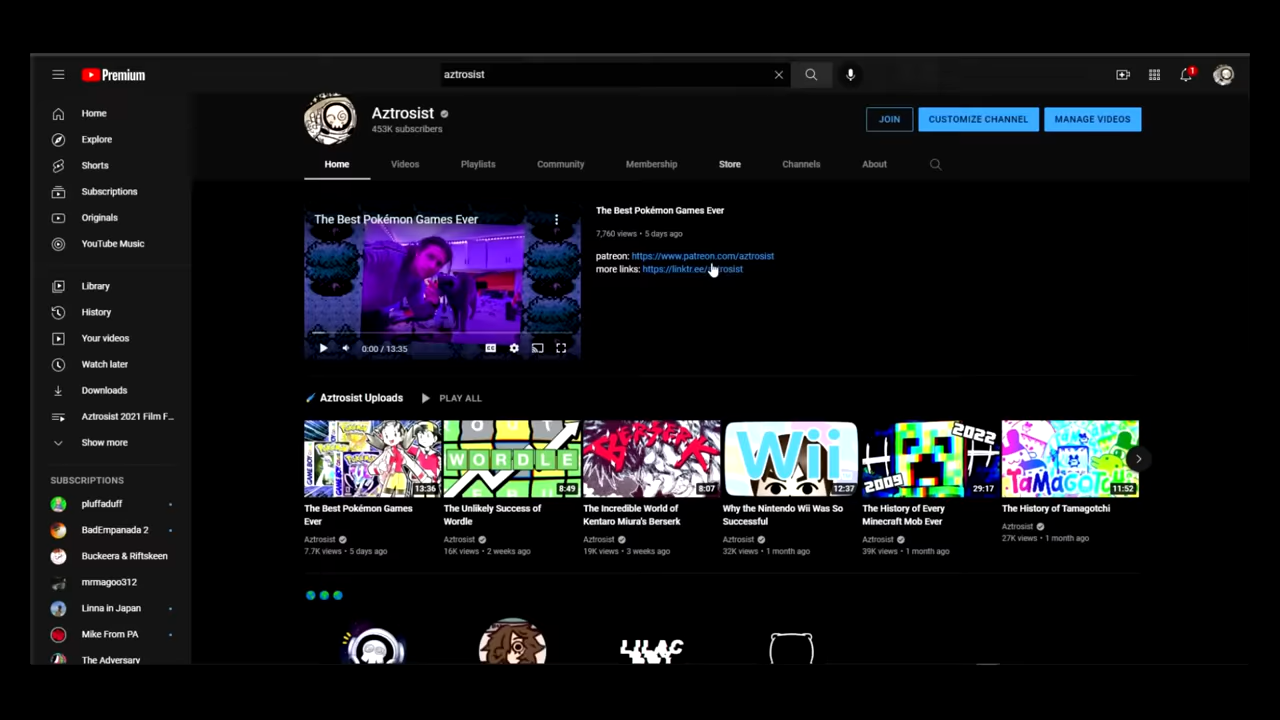 Premium
aztrosist
1
Home
Explore
Shorts
Subscriptions
Originals
YouTube Music
Library
History
Your videos
Watch later
Downloads
Aztrosist 2021 Film F...
Show more
SUBSCRIPTIONS
pluffaduff
BadEmpanada 2
Buckeera & Riftskeen
mrmagoo312
Linna in Japan
Mike From PA
The Adversary
Aztrosist
453K subscribers
JOIN
CUSTOMIZE CHANNEL
MANAGE VIDEOS
Home
Videos
Playlists
Community
Membership
Store
Channels
About
The Best Pokémon Games Ever
0:00 / 13:35
The Best Pokémon Games Ever
7,760 views • 5 days ago
patreon: https://www.patreon.com/aztrosist
more links: https://linktr.ee/aztrosist
Aztrosist Uploads
PLAY ALL
13:36
The Best Pokémon Games
Ever
Aztrosist
7.7K views • 5 days ago
WORDLE
8:49
The Unlikely Success of
Wordle
Aztrosist
16K views • 2 weeks ago
BERSERK
8:07
The Incredible World of
Kentaro Miura's Berserk
Aztrosist
19K views • 3 weeks ago
Wii
12:37
Why the Nintendo Wii Was So
Successful
Aztrosist
32K views • 1 month ago
2009
2022
29:17
The History of Every
Minecraft Mob Ever
Aztrosist
39K views • 1 month ago
TAMAGOTCHI
11:52
The History of Tamagotchi
Aztrosist
27K views • 1 month ago
LILAC